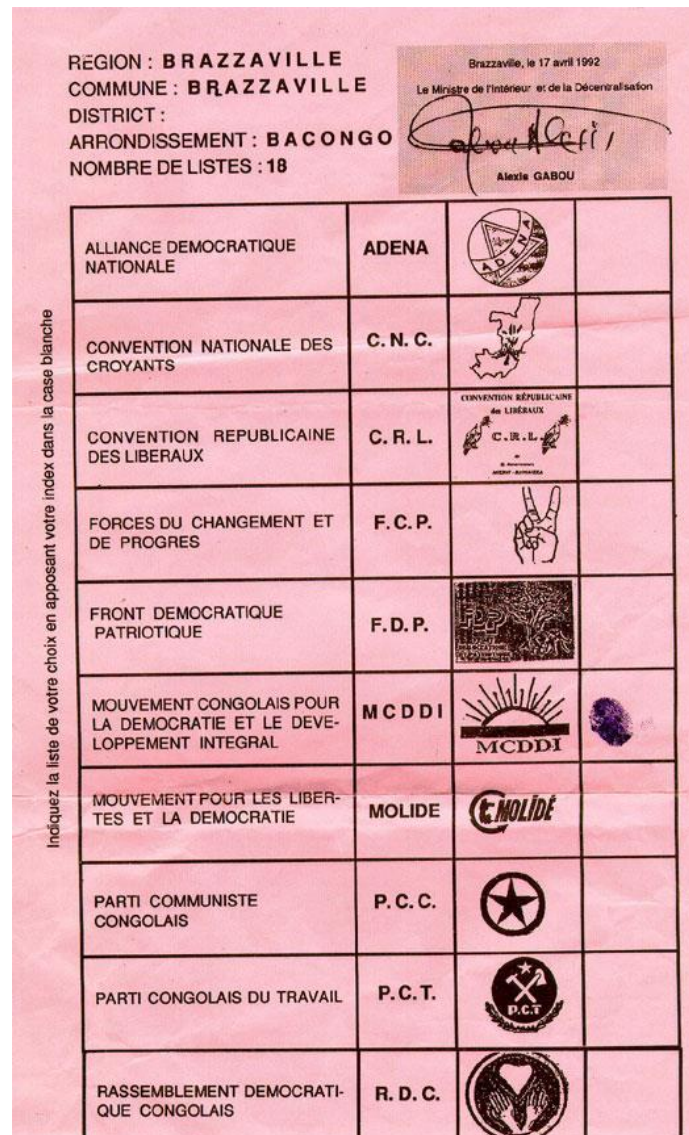 REGION : BRAZZAVILLE
COMMUNE : BRAZZAVILLE
DISTRICT :
ARRONDISSEMENT : BACONGO
NOMBRE DE LISTES : 18
Brazzaville, le 17 avril 1992
Le Ministre de l'Intérieur et de la Décentralisation
Alexis GABOU
Indiquez la liste de votre choix en apposant votre index dans la case blanche
ALLIANCE DEMOCRATIQUE
NATIONALE
ADENA
ADENA
CONVENTION NATIONALE DES
CROYANTS
C. N. C.
CONVENTION REPUBLICAINE
DES LIBERAUX
C. R. L.
CONVENTION RÉPUBLICAINE
des LIBÉRAUX
C.R.L.
FORCES DU CHANGEMENT ET
DE PROGRES
F. C. P.
FRONT DEMOCRATIQUE
PATRIOTIQUE
F. D. P.
FDP
MOUVEMENT CONGOLAIS POUR
LA DEMOCRATIE ET LE DEVE-
LOPPEMENT INTEGRAL
MCDDI
MCDDI
MOUVEMENT POUR LES LIBER-
TES ET LA DEMOCRATIE
MOLIDE
MOLIDÉ
PARTI COMMUNISTE
CONGOLAIS
P. C. C.
PARTI CONGOLAIS DU TRAVAIL
P. C. T.
P.C.T
RASSEMBLEMENT DEMOCRATI-
QUE CONGOLAIS
R. D. C.